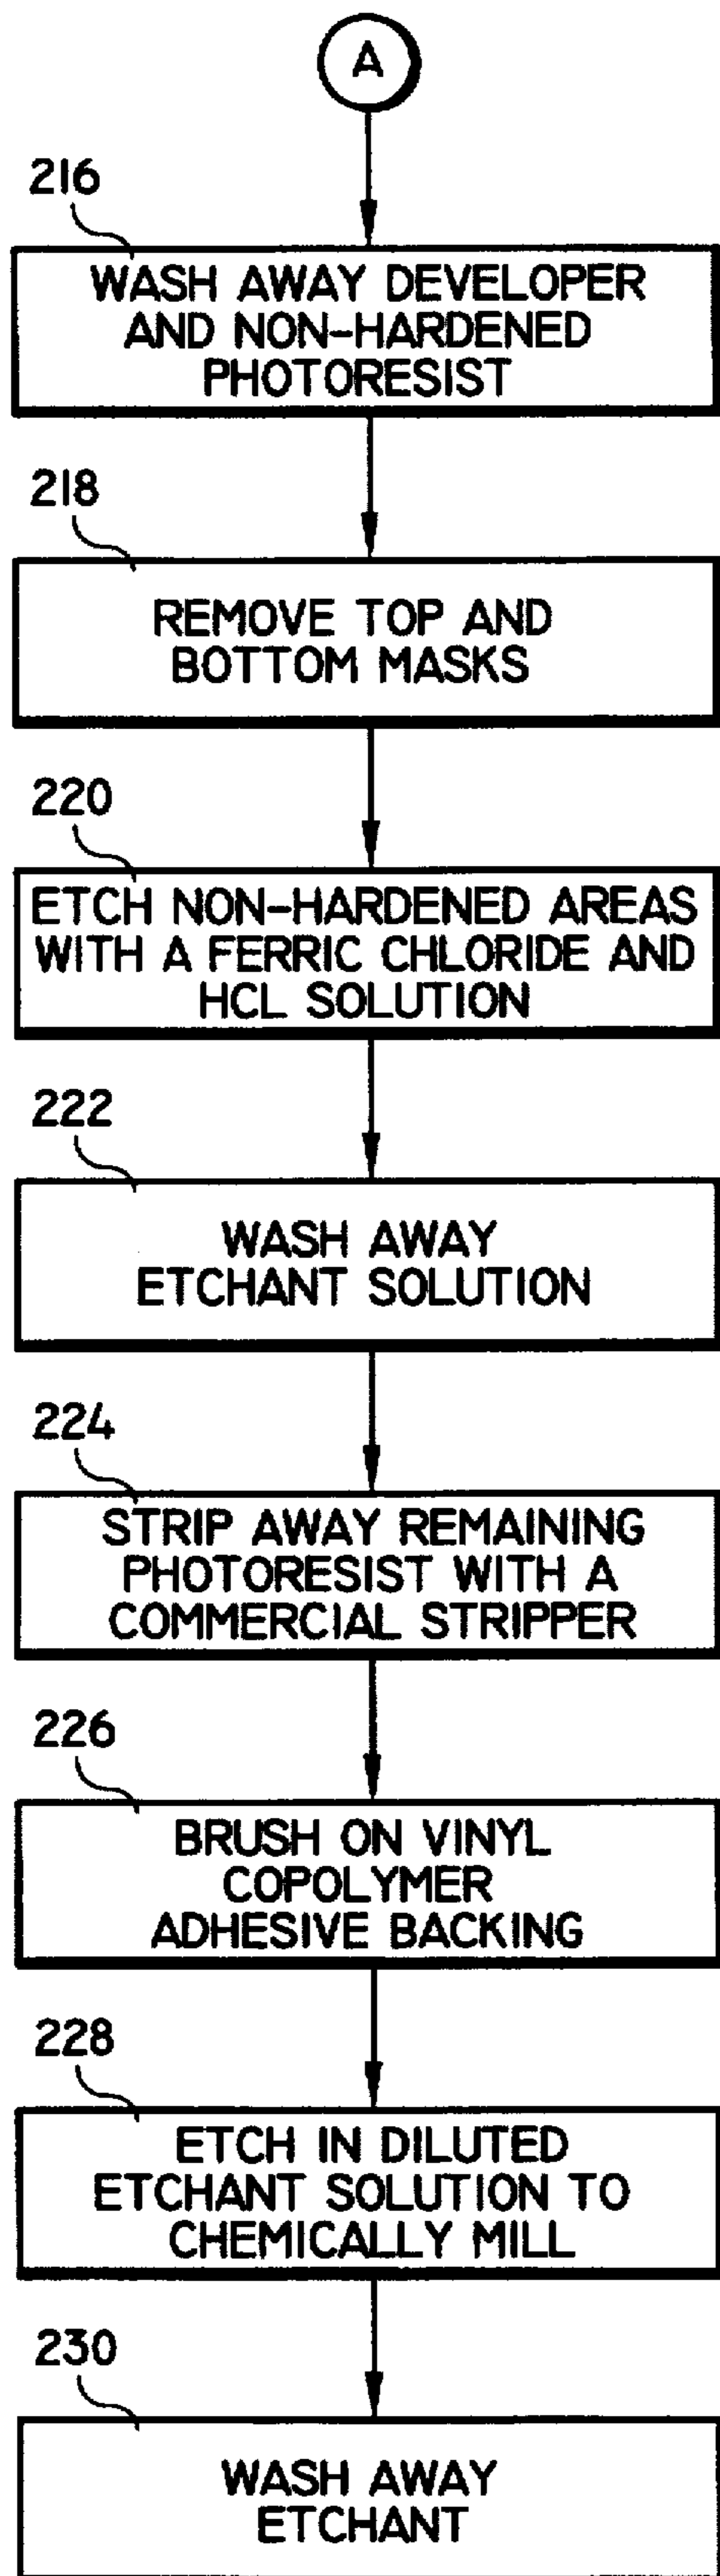 A
216
WASH AWAY DEVELOPER
AND NON-HARDENED
PHOTORESIST
218
REMOVE TOP AND
BOTTOM MASKS
220
ETCH NON-HARDENED AREAS
WITH A FERRIC CHLORIDE AND
HCL SOLUTION
222
WASH AWAY
ETCHANT SOLUTION
224
STRIP AWAY REMAINING
PHOTORESIST WITH A
COMMERCIAL STRIPPER
226
BRUSH ON VINYL
COPOLYMER
ADHESIVE BACKING
228
ETCH IN DILUTED
ETCHANT SOLUTION TO
CHEMICALLY MILL
230
WASH AWAY
ETCHANT